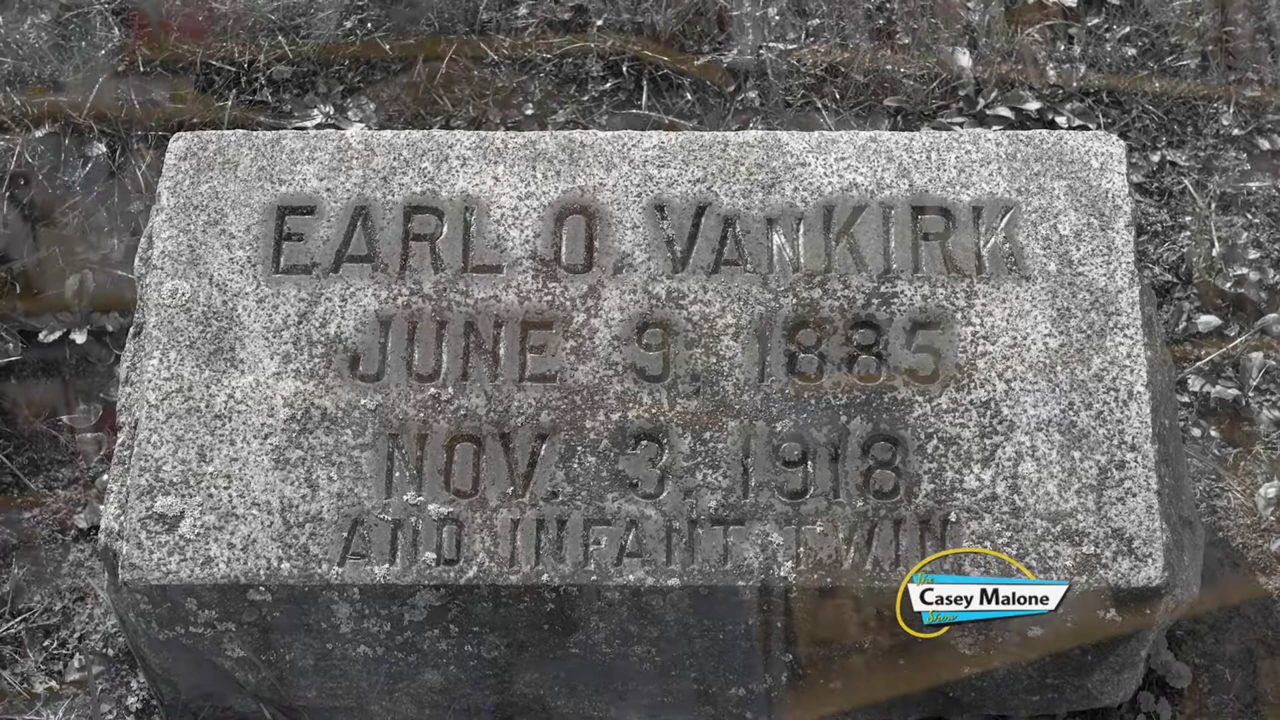 EARL O. VANKIRK
JUNE 9, 1885
NOV. 3, 1918
AND INFANT TWIN
The
Casey Malone
Show